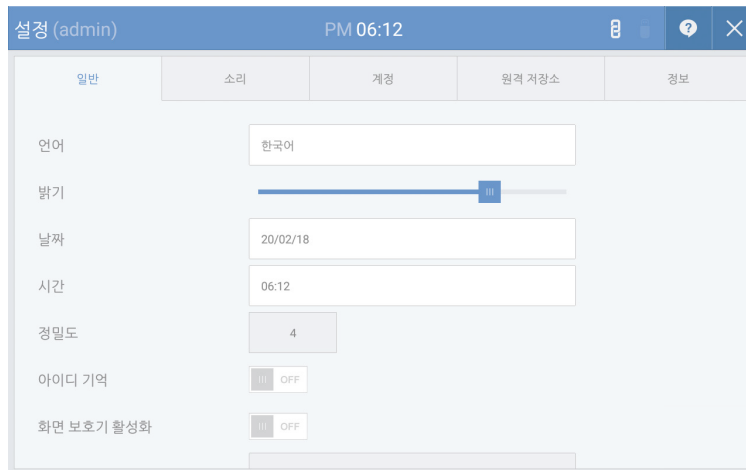 설정 (admin) PM 06:12
일반 소리 계정 원격 저장소 정보
언어 한국어
밝기
날짜 20/02/18
시간 06:12
정밀도 4
아이디 기억 OFF
화면 보호기 활성화 OFF